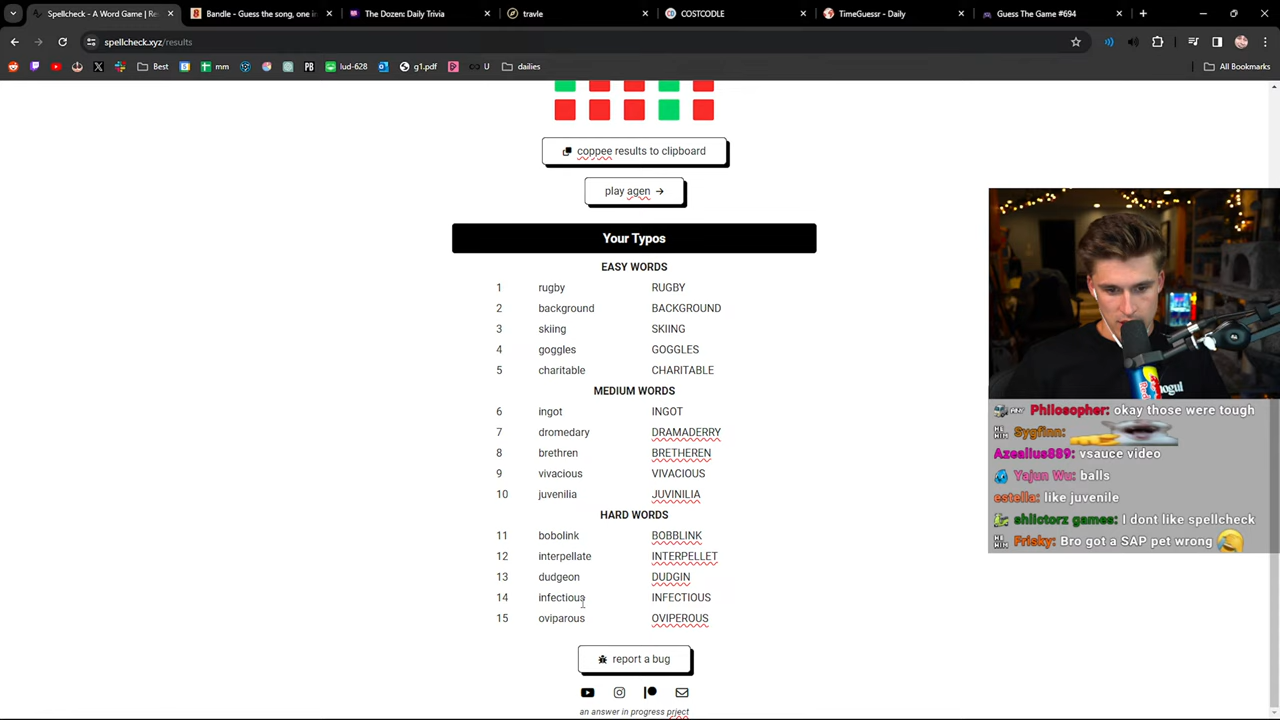 Spellcheck - A Word Game | Re
Bandle - Guess the song, one in
The Dozen: Daily Trivia
travle
COSTCODLE
TimeGuessr - Daily
Guess The Game #694
spellcheck.xyz/results
Best
mm
PB
lud-628
g1.pdf
U
dailies
All Bookmarks
coppee results to clipboard
play agen →
Your Typos
EASY WORDS
1 rugby RUGBY
2 background BACKGROUND
3 skiing SKIING
4 goggles GOGGLES
5 charitable CHARITABLE
MEDIUM WORDS
6 ingot INGOT
7 dromedary DRAMADERRY
8 brethren BRETHEREN
9 vivacious VIVACIOUS
10 juvenilia JUVINILIA
HARD WORDS
11 bobolink BOBBLINK
12 interpellate INTERPELLET
13 dudgeon DUDGIN
14 infectious INFECTIOUS
15 oviparous OVIPEROUS
report a bug
an answer in progress prject
mogul
Philosopher: okay those were tough
Sygfinn:
Azealius889: vsauce video
Yajun Wu: balls
estella: like juvenile
shlictorz games: I dont like spellcheck
Frisky: Bro got a SAP pet wrong